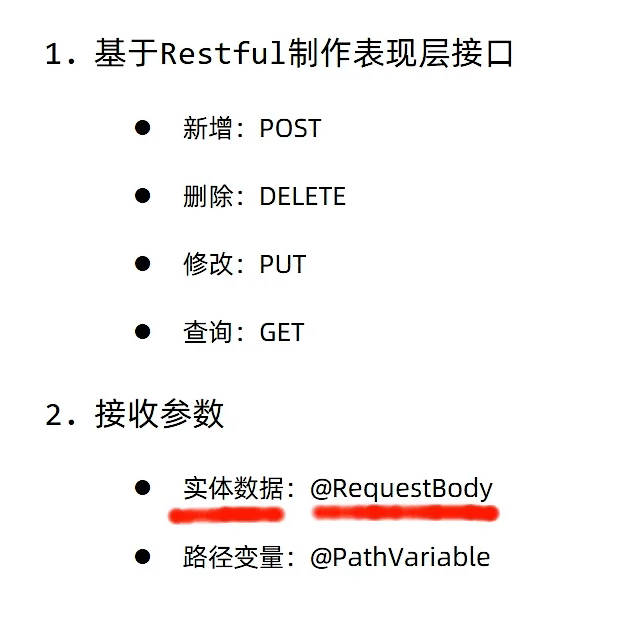 1. 基于Restful制作表现层接口
● 新增：POST
● 删除：DELETE
● 修改：PUT
● 查询：GET
2. 接收参数
● 实体数据：@RequestBody
● 路径变量：@PathVariable